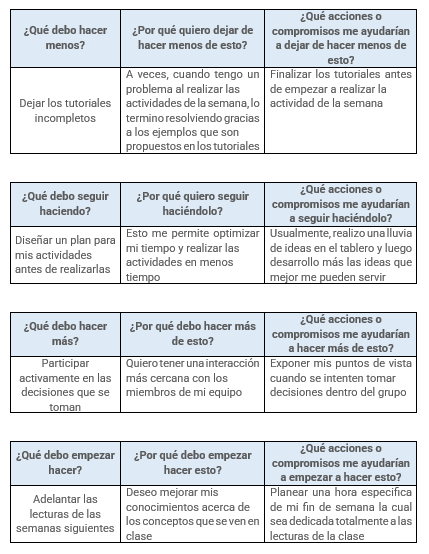 ¿Qué debo hacer
menos?
¿Por qué quiero dejar de
hacer menos de esto?
¿Qué acciones o
compromisos me ayudarían
a dejar de hacer menos de
esto?
Dejar los tutoriales
incompletos
A veces, cuando tengo un
problema al realizar las
actividades de la semana, lo
termino resolviendo gracias
a los ejemplos que son
propuestos en los tutoriales
Finalizar los tutoriales antes
de empezar a realizar la
actividad de la semana
¿Qué debo seguir
haciendo?
¿Por qué quiero seguir
haciéndolo?
¿Qué acciones o
compromisos me ayudarían
a seguir haciéndolo?
Diseñar un plan para
mis actividades
antes de realizarlas
Esto me permite optimizar
mi tiempo y realizar las
actividades en menos
tiempo
Usualmente, realizo una lluvia
de ideas en el tablero y luego
desarrollo más las ideas que
mejor me pueden servir
¿Qué debo hacer
más?
¿Por qué debo hacer más
de esto?
¿Qué acciones o
compromisos me ayudarían
a hacer más de esto?
Participar
activamente en las
decisiones que se
toman
Quiero tener una interacción
más cercana con los
miembros de mi equipo
Exponer mis puntos de vista
cuando se intenten tomar
decisiones dentro del grupo
¿Qué debo empezar
hacer?
¿Por qué debo empezar
hacer esto?
¿Qué acciones o
compromisos me ayudarían
a empezar a hacer esto?
Adelantar las
lecturas de las
semanas siguientes
Deseo mejorar mis
conocimientos acerca de
los conceptos que se ven en
clase
Planear una hora especifica
de mi fin de semana la cual
sea dedicada totalmente a las
lecturas de la clase